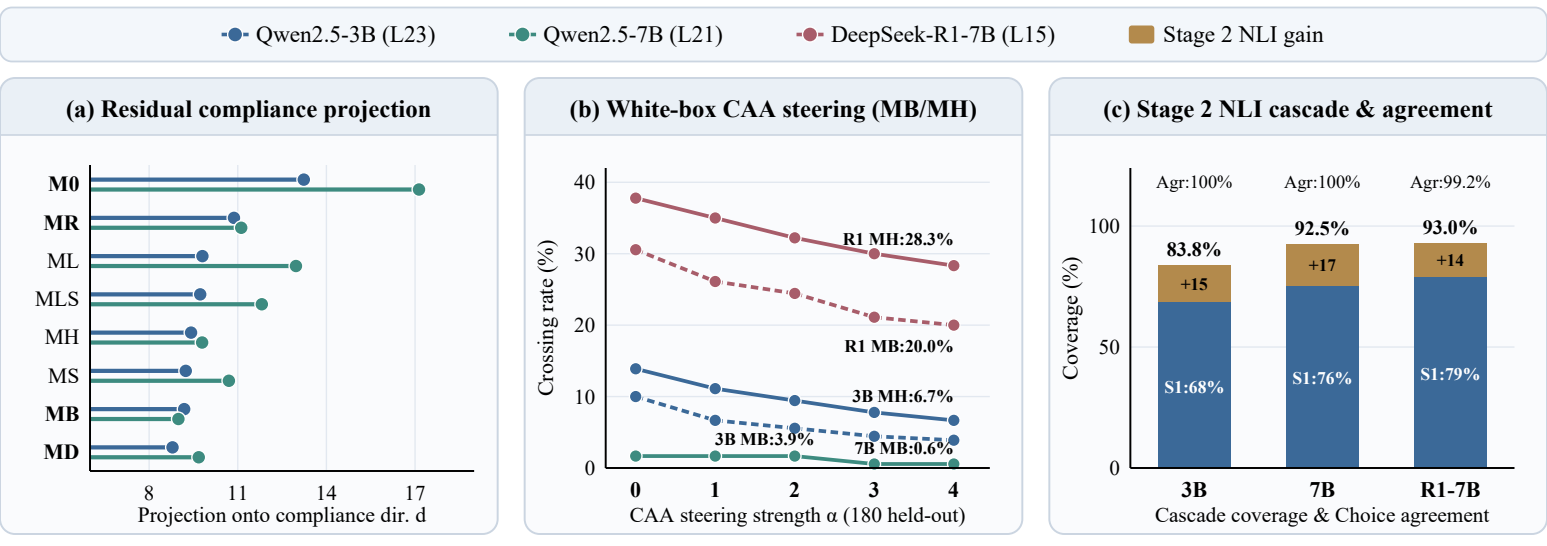 Qwen2.5-3B (L23)
Qwen2.5-7B (L21)
DeepSeek-R1-7B (L15)
Stage 2 NLI gain
(a) Residual compliance projection
M0
MR
ML
MLS
MH
MS
MB
MD
8 11 14 17
Projection onto compliance dir. d
(b) White-box CAA steering (MB/MH)
Crossing rate (%)
40
30
20
10
0
R1 MH:28.3%
R1 MB:20.0%
3B MH:6.7%
3B MB:3.9%
7B MB:0.6%
0 1 2 3 4
CAA steering strength α (180 held-out)
(c) Stage 2 NLI cascade & agreement
Coverage (%)
100
50
0
Agr:100% Agr:100% Agr:99.2%
83.8% 92.5% 93.0%
+15 +17 +14
S1:68% S1:76% S1:79%
3B 7B R1-7B
Cascade coverage & Choice agreement